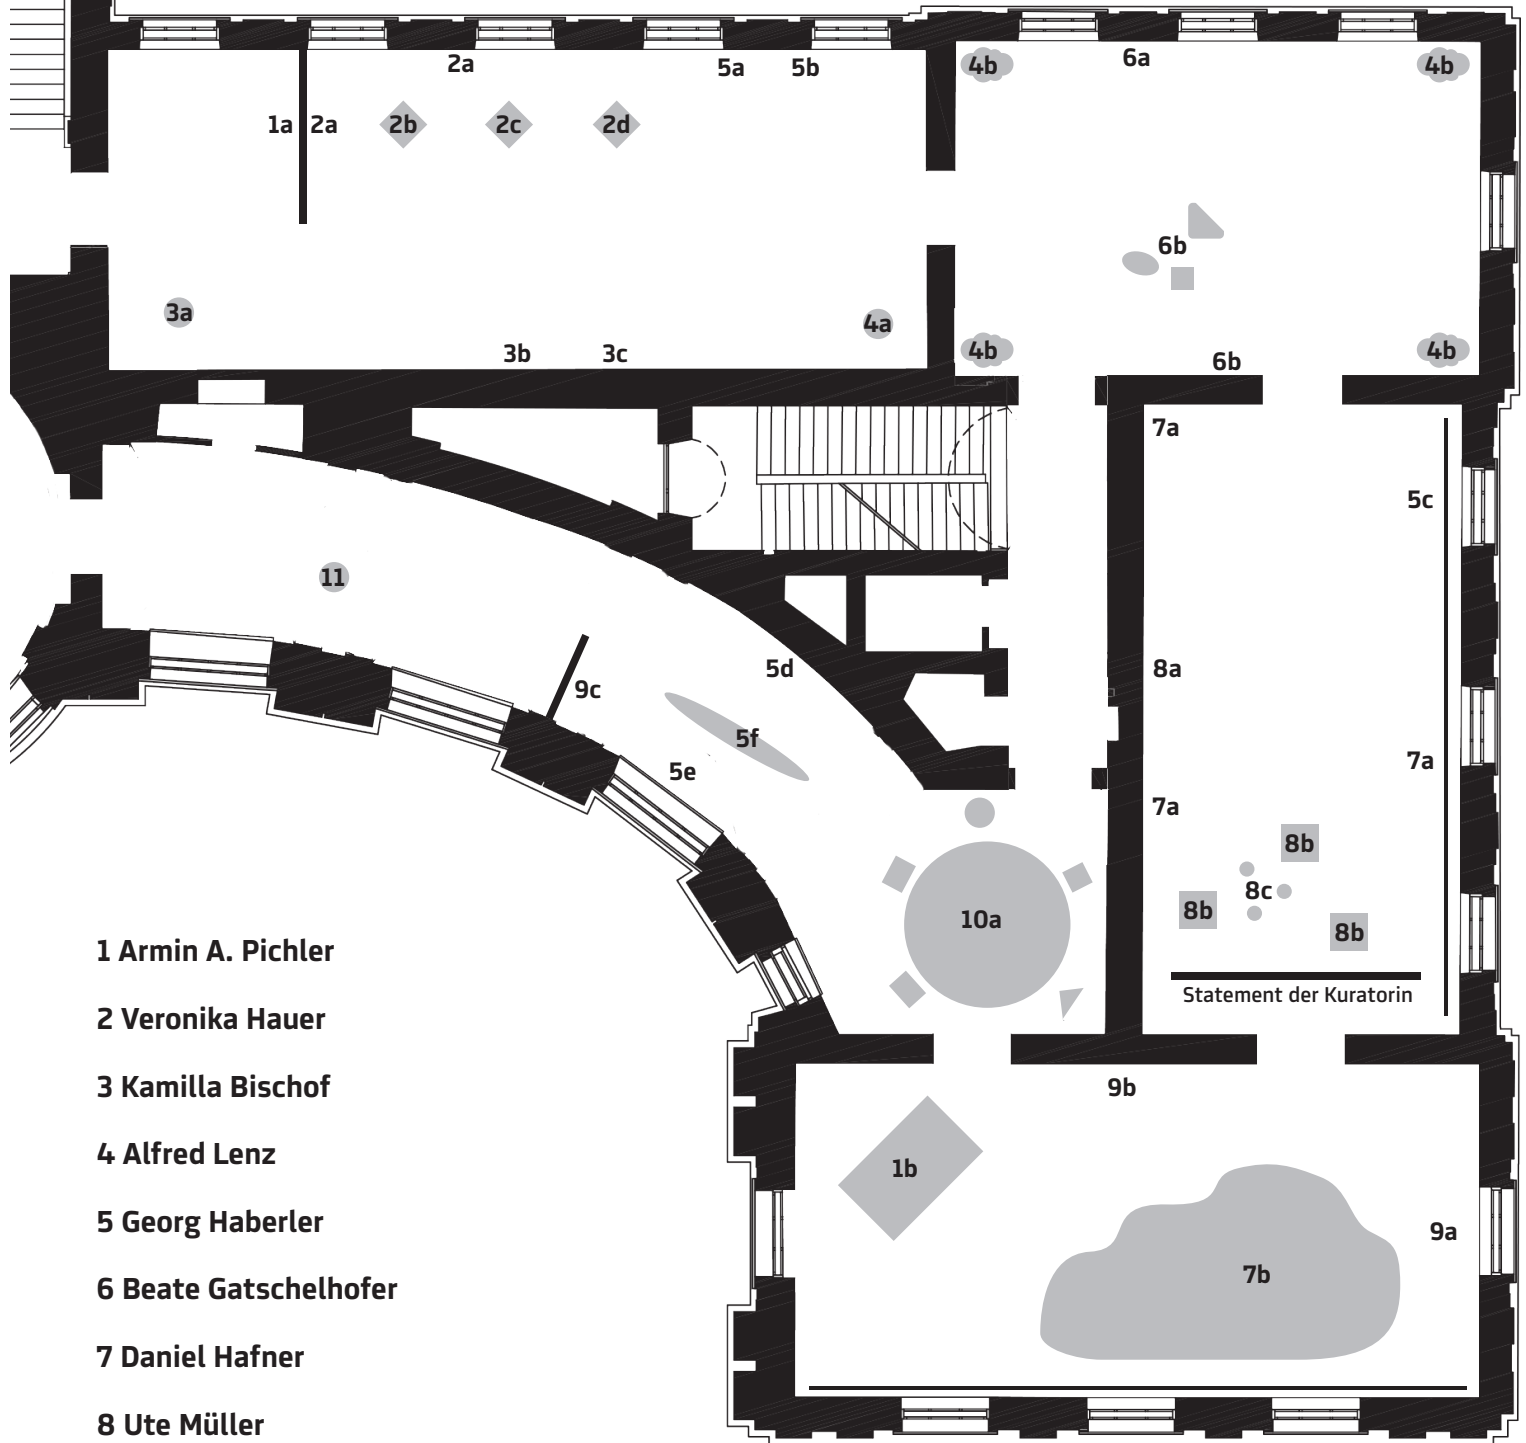 2a
5a
5b
4b
6a
4b
1a
2a
2b
2c
2d
6b
3a
4a
3b
3c
4b
6b
4b
7a
5c
11
5d
8a
9c
5f
5e
7a
7a
8b
8c
8b
8b
10a
Statement der Kuratorin
9b
1b
9a
7b
1 Armin A. Pichler
2 Veronika Hauer
3 Kamilla Bischof
4 Alfred Lenz
5 Georg Haberler
6 Beate Gatschelhofer
7 Daniel Hafner
8 Ute Müller